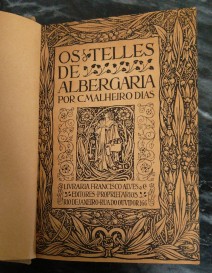 OS TELLES
DE
ALBERGARIA
POR C. MALHEIRO DIAS
LIVRARIA FRANCISCO ALVES & Cª
EDITORES PROPRIETARIOS
RIO DE JANEIRO-RUA DO OUVIDOR 166